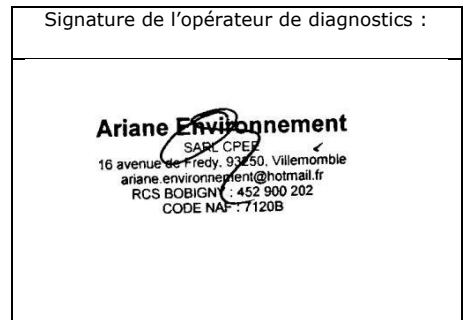 Signature de l’opérateur de diagnostics :
Ariane Environnement
SARL CPEE
16 avenue de Fredy. 93250. Villemomble
ariane.environnement@hotmail.fr
RCS BOBIGNY : 452 900 202
CODE NAF : 7120B